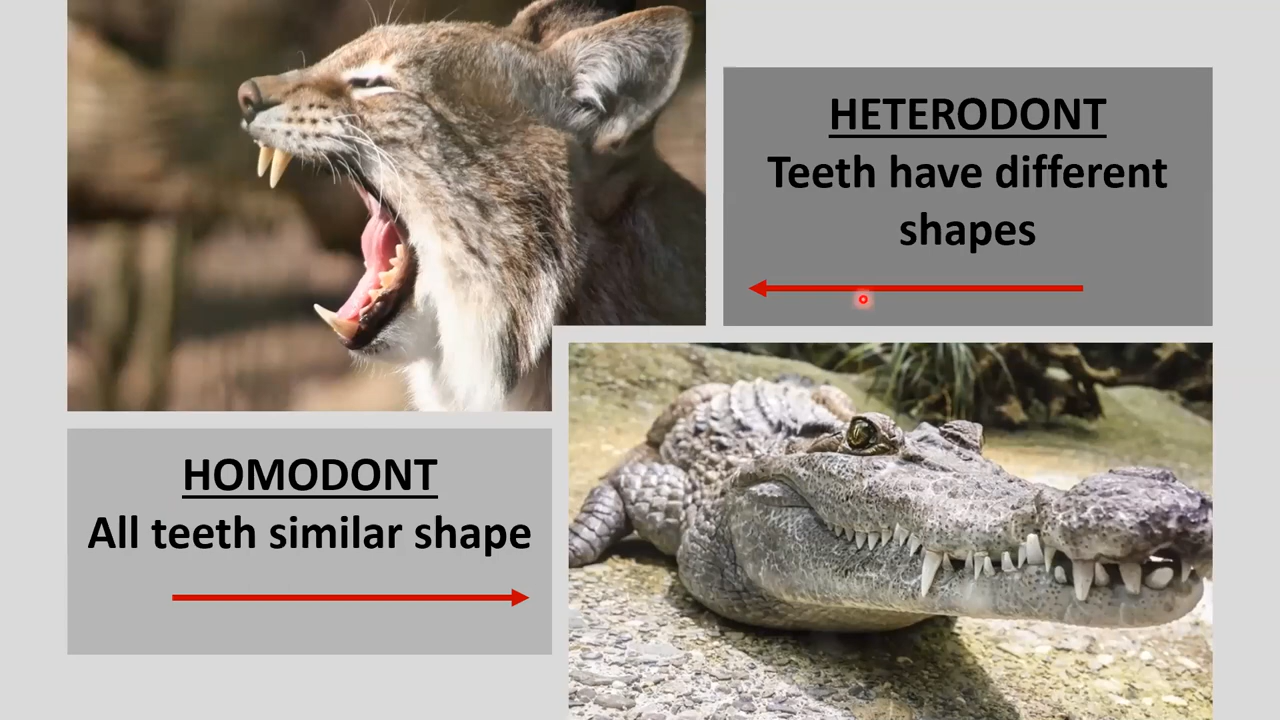 HETERODONT
Teeth have different
shapes
HOMODONT
All teeth similar shape